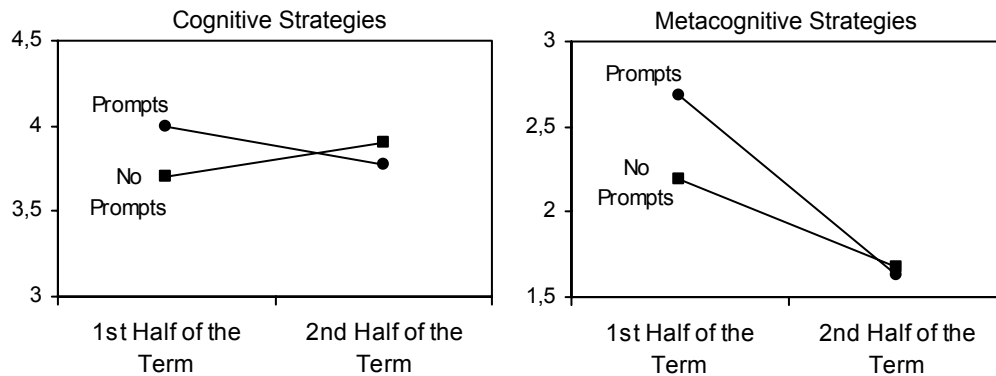 Cognitive Strategies
4,5
4
3,5
3
Prompts
No
Prompts
1st Half of the
Term
2nd Half of the
Term
Metacognitive Strategies
3
2,5
2
1,5
Prompts
No
Prompts
1st Half of the
Term
2nd Half of the
Term